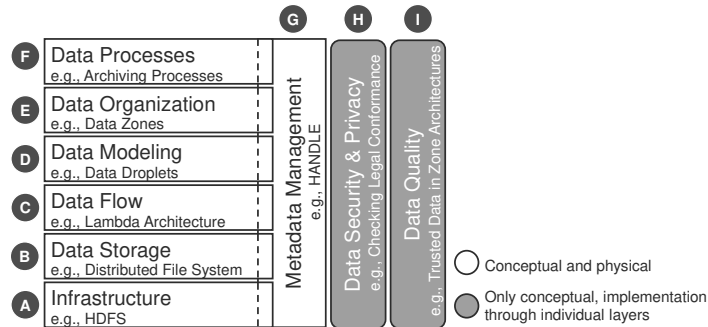 G
H
I
F
Data Processes
e.g., Archiving Processes
E
Data Organization
e.g., Data Zones
D
Data Modeling
e.g., Data Droplets
C
Data Flow
e.g., Lambda Architecture
B
Data Storage
e.g., Distributed File System
A
Infrastructure
e.g., HDFS
Metadata Management
e.g., HANDLE
Data Security & Privacy
e.g., Checking Legal Conformance
Data Quality
e.g., Trusted Data in Zone Architectures
Conceptual and physical
Only conceptual, implementation
through individual layers